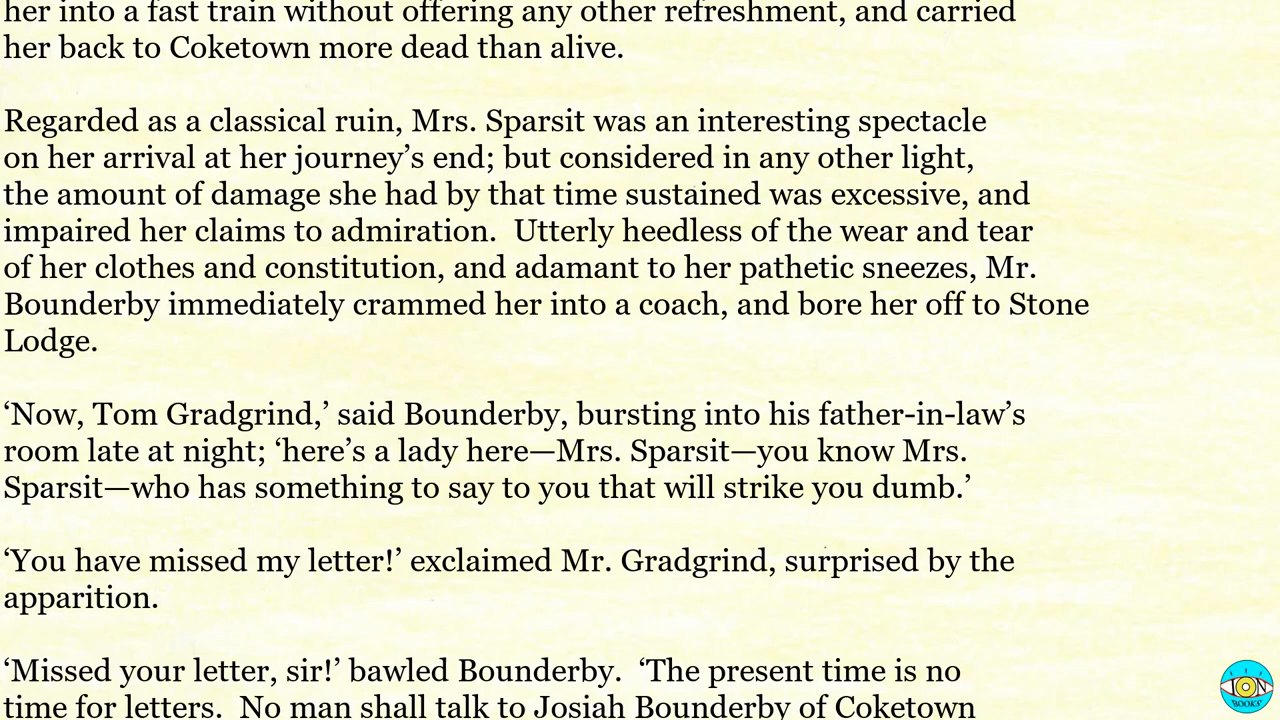 her into a fast train without offering any other refreshment, and carried
her back to Coketown more dead than alive.
Regarded as a classical ruin, Mrs. Sparsit was an interesting spectacle
on her arrival at her journey’s end; but considered in any other light,
the amount of damage she had by that time sustained was excessive, and
impaired her claims to admiration.  Utterly heedless of the wear and tear
of her clothes and constitution, and adamant to her pathetic sneezes, Mr.
Bounderby immediately crammed her into a coach, and bore her off to Stone
Lodge.
‘Now, Tom Gradgrind,’ said Bounderby, bursting into his father-in-law’s
room late at night; ‘here’s a lady here—Mrs. Sparsit—you know Mrs.
Sparsit—who has something to say to you that will strike you dumb.’
‘You have missed my letter!’ exclaimed Mr. Gradgrind, surprised by the
apparition.
‘Missed your letter, sir!’ bawled Bounderby.  ‘The present time is no
time for letters.  No man shall talk to Josiah Bounderby of Coketown
ION
BOOKS